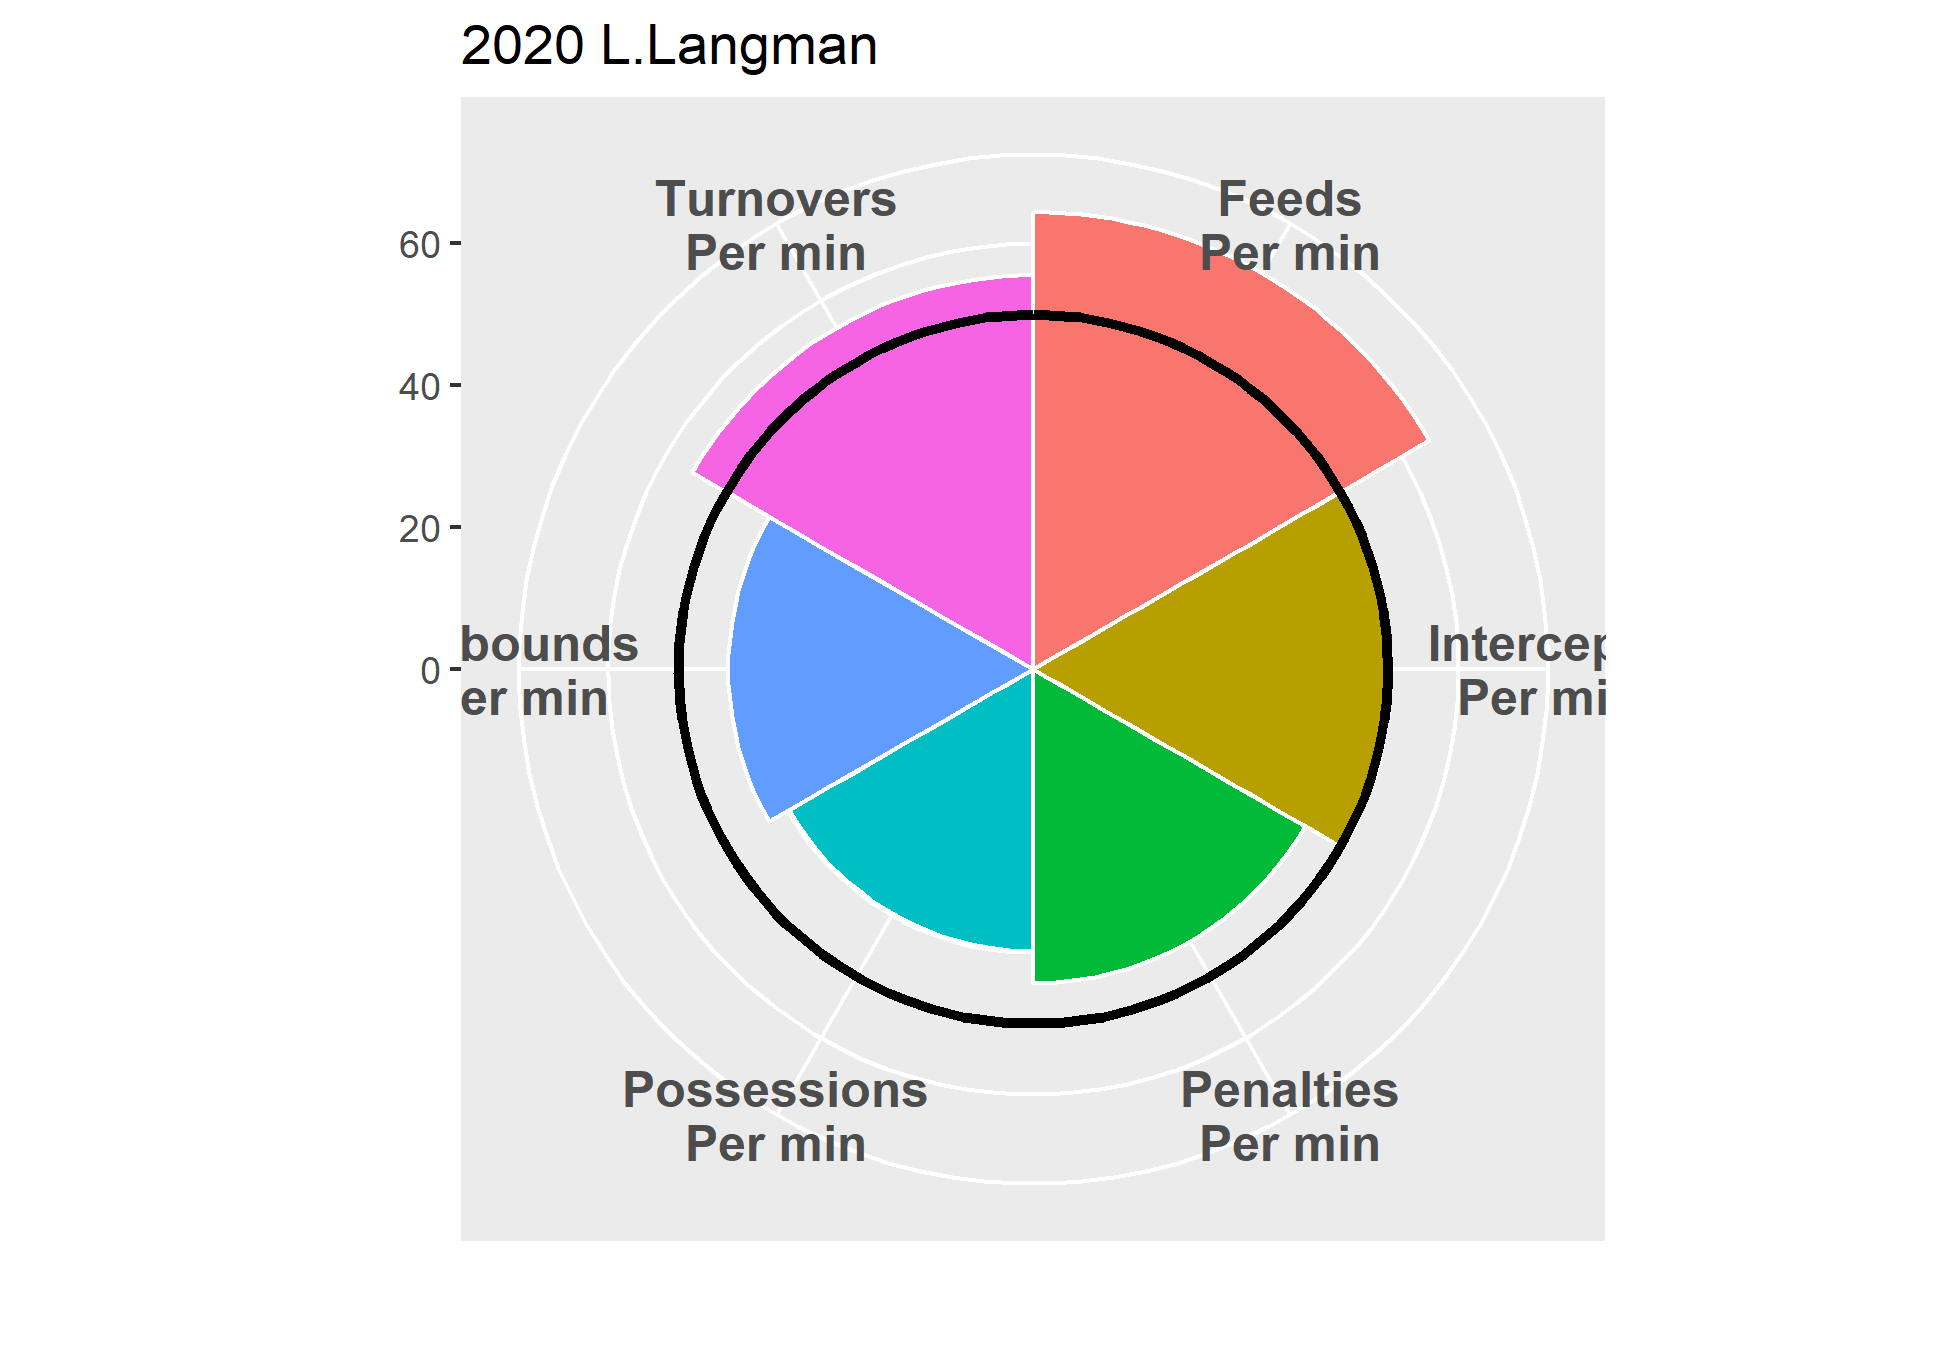 2020 L.Langman
Turnovers
Per min
Feeds
Per min
60
40
20
0
bounds
er min
Intercep
Per mi
Possessions
Per min
Penalties
Per min